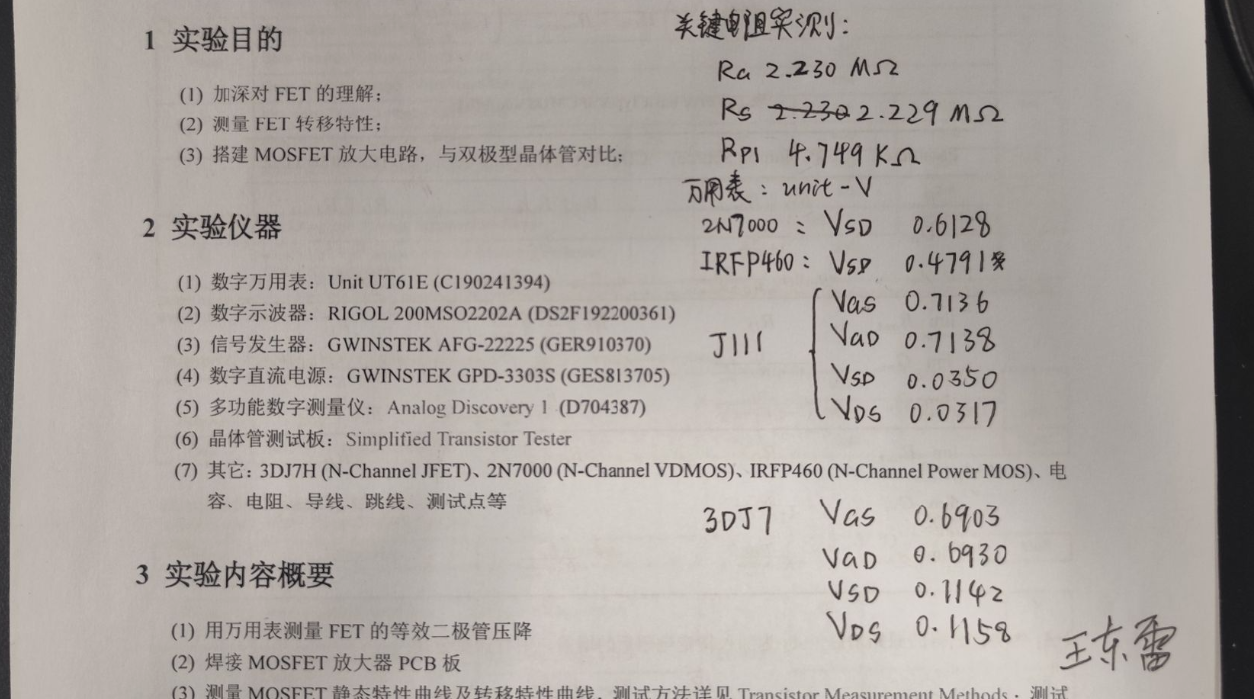 1 实验目的
(1) 加深对 FET 的理解；
(2) 测量 FET 转移特性；
(3) 搭建 MOSFET 放大电路，与双极型晶体管对比；
2 实验仪器
(1) 数字万用表：Unit UT61E (C190241394)
(2) 数字示波器：RIGOL 200MSO2202A (DS2F192200361)
(3) 信号发生器：GWINSTEK AFG-22225 (GER910370)
(4) 数字直流电源：GWINSTEK GPD-3303S (GES813705)
(5) 多功能数字测量仪：Analog Discovery 1 (D704387)
(6) 晶体管测试板：Simplified Transistor Tester
(7) 其它：3DJ7H (N-Channel JFET)、2N7000 (N-Channel VDMOS)、IRFP460 (N-Channel Power MOS)、电
容、电阻、导线、跳线、测试点等
3 实验内容概要
(1) 用万用表测量 FET 的等效二极管压降
(2) 焊接 MOSFET 放大器 PCB 板
(3) 测量 MOSFET 静态特性曲线及转移特性曲线，测试方法详见 Transistor Measurement Methods · 测试
关键电阻实测：
RG 2.230 MΩ
RS 2.229 MΩ
RP1 4.749 KΩ
万用表：unit-V
2N7000： VSD 0.6128
IRFP460： VSD 0.4791
J111
VGS 0.7136
VGD 0.7138
VSD 0.0350
VDS 0.0317
3DJ7 VGS 0.6903
VGD 0.6930
VSD 0.1142
VDS 0.1158
王东雷